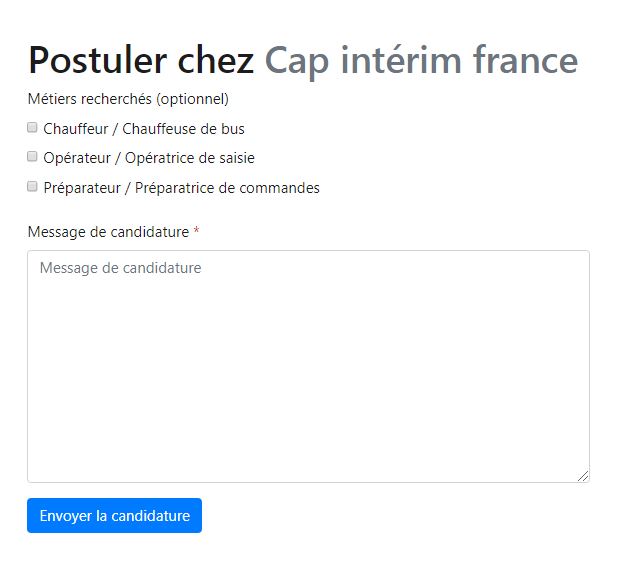 Postuler chez Cap intérim france
Métiers recherchés (optionnel)
Chauffeur / Chauffeuse de bus
Opérateur / Opératrice de saisie
Préparateur / Préparatrice de commandes
Message de candidature *
Message de candidature
Envoyer la candidature